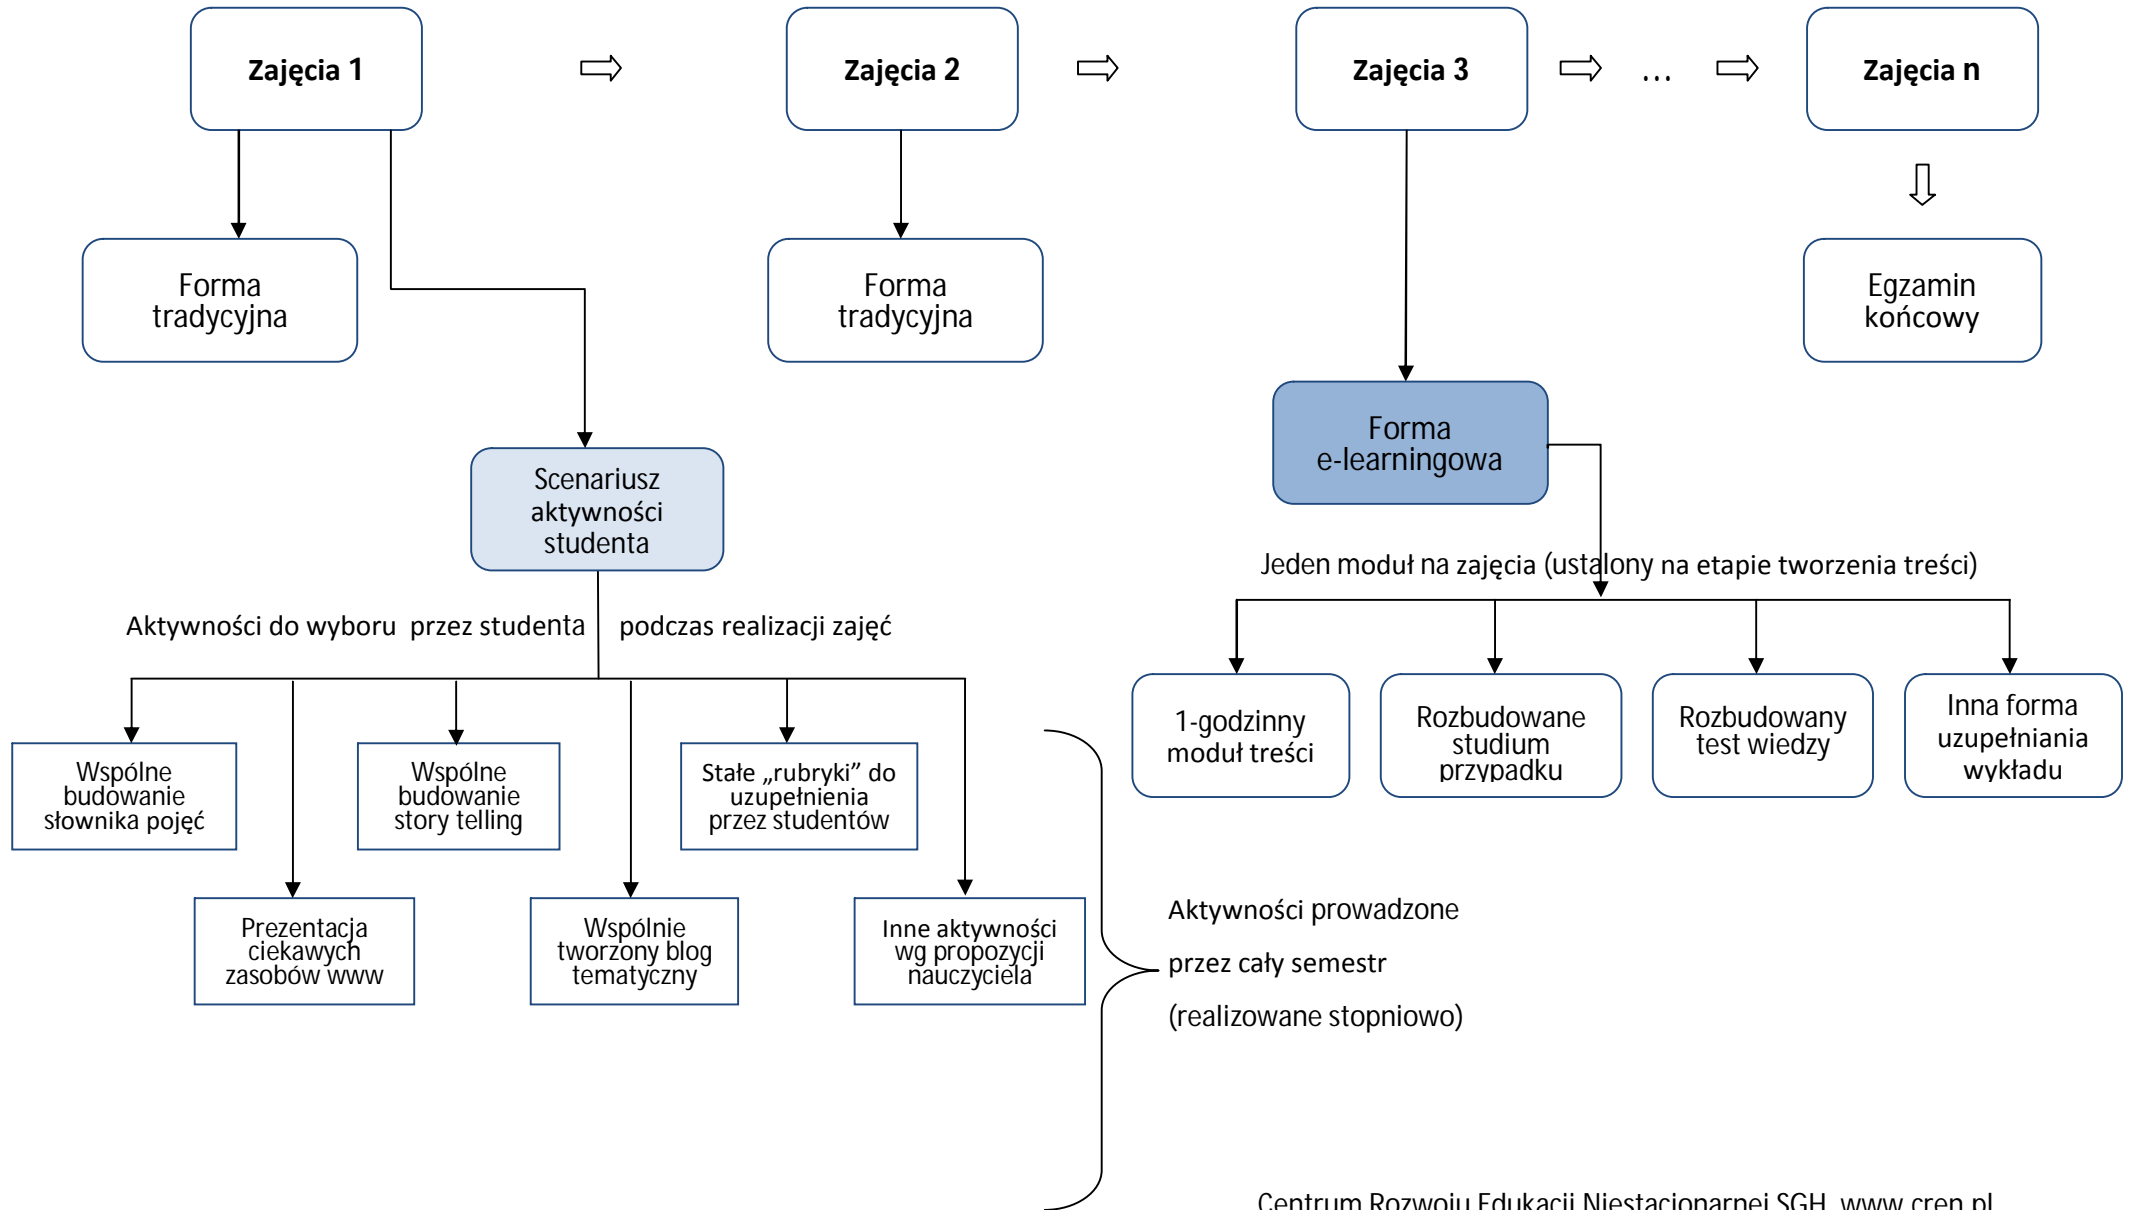 Zajęcia 1
Zajęcia 2
Zajęcia 3
...
Zajęcia n
Forma
tradycyjna
Forma
tradycyjna
Egzamin
końcowy
Forma
e-learningowa
Scenariusz
aktywności
studenta
Jeden moduł na zajęcia (ustalony na etapie tworzenia treści)
Aktywności do wyboru przez studenta podczas realizacji zajęć
1-godzinny
moduł treści
Rozbudowane
studium
przypadku
Rozbudowany
test wiedzy
Inna forma
uzupełniania
wykładu
Wspólne
budowanie
słownika pojęć
Wspólne
budowanie
story telling
Stałe „rubryki” do
uzupełnienia
przez studentów
Prezentacja
ciekawych
zasobów www
Wspólnie
tworzony blog
tematyczny
Inne aktywności
wg propozycji
nauczyciela
Aktywności prowadzone
przez cały semestr
(realizowane stopniowo)
Centrum Rozwoju Edukacji Niestacjonarnej SGH, www.cren.pl